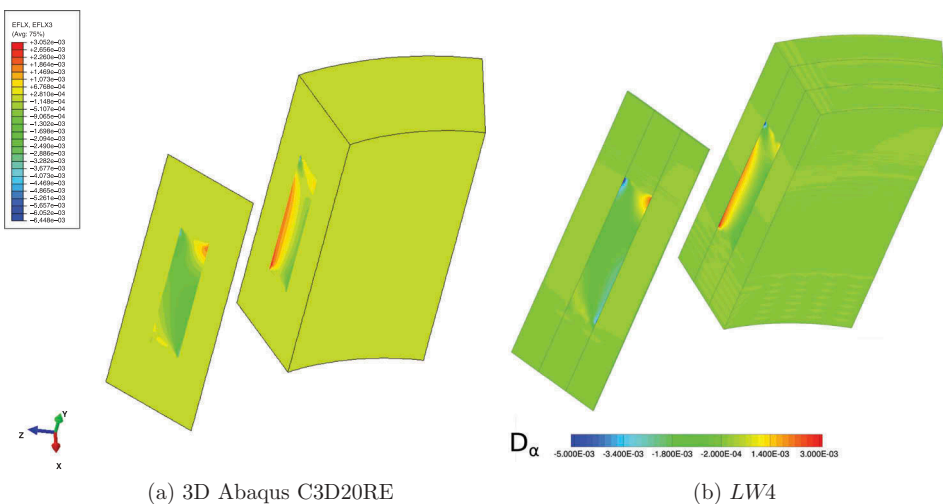 EFLX, EFLX3
(Avg: 75%)
+3.052e−03
+2.656e−03
+2.260e−03
+1.864e−03
+1.469e−03
+1.073e−03
+6.768e−04
+2.810e−04
−1.148e−04
−5.107e−04
−9.065e−04
−1.302e−03
−1.698e−03
−2.094e−03
−2.490e−03
−2.886e−03
−3.282e−03
−3.677e−03
−4.073e−03
−4.469e−03
−4.865e−03
−5.261e−03
−5.657e−03
−6.052e−03
−6.448e−03
Y
Z
X
Dα
-5.000E-03 -3.400E-03 -1.800E-03 -2.000E-04 1.400E-03 3.000E-03
(a) 3D Abaqus C3D20RE
(b) LW4